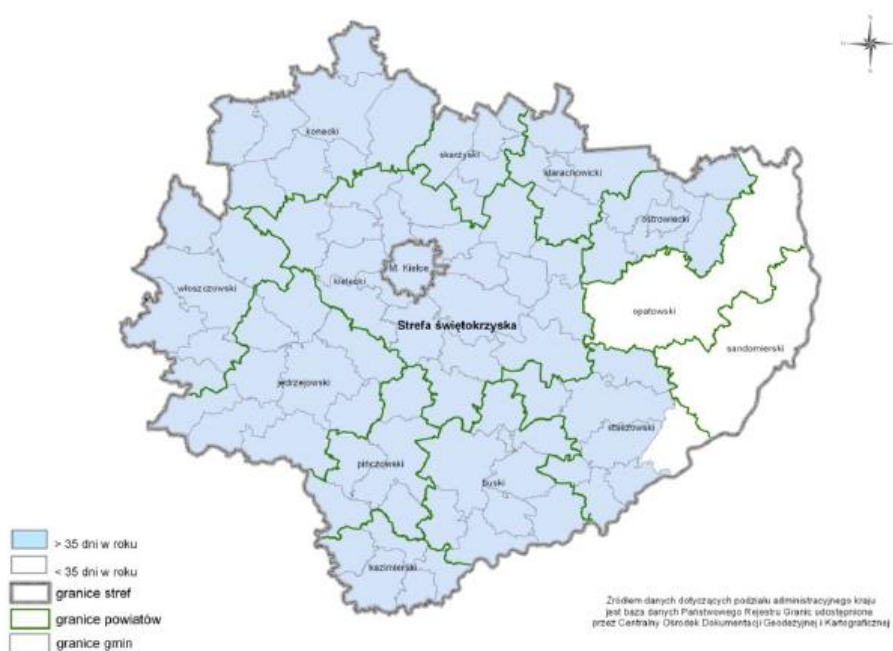 konecki
skarżyski
starachowicki
ostrowiecki
M. Kielce
kielecki
włoszczowski
opatowski
Strefa świętokrzyska
sandomierski
jędrzejowski
staszowski
pińczowski
buski
kazimierski
> 35 dni w roku
< 35 dni w roku
granice stref
granice powiatów
granice gmin
Źródłem danych dotyczących podziału administracyjnego kraju
jest baza danych Państwowego Rejestru Granic udostępnione
przez Centralny Ośrodek Dokumentacji Geodezyjnej i Kartograficznej